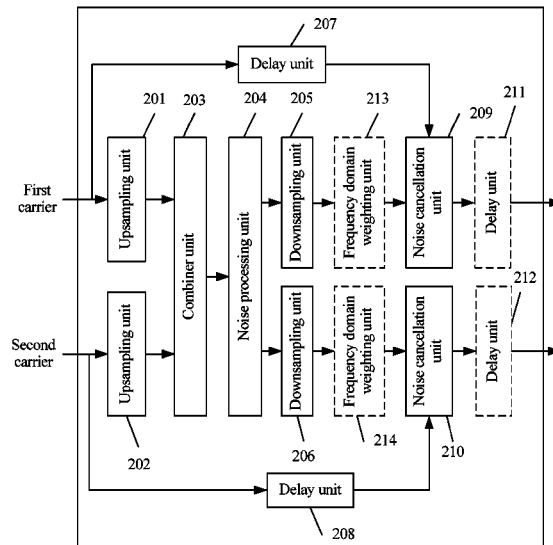 207
Delay unit
201
203
204
205
213
209
211
First
carrier
Upsampling unit
Combiner unit
Noise processing unit
Downsampling unit
Frequency domain
weighting unit
Noise cancellation
unit
Delay unit
Second
carrier
Upsampling unit
Downsampling unit
Frequency domain
weighting unit
Noise cancellation
unit
Delay unit
212
202
206
214
210
Delay unit
208